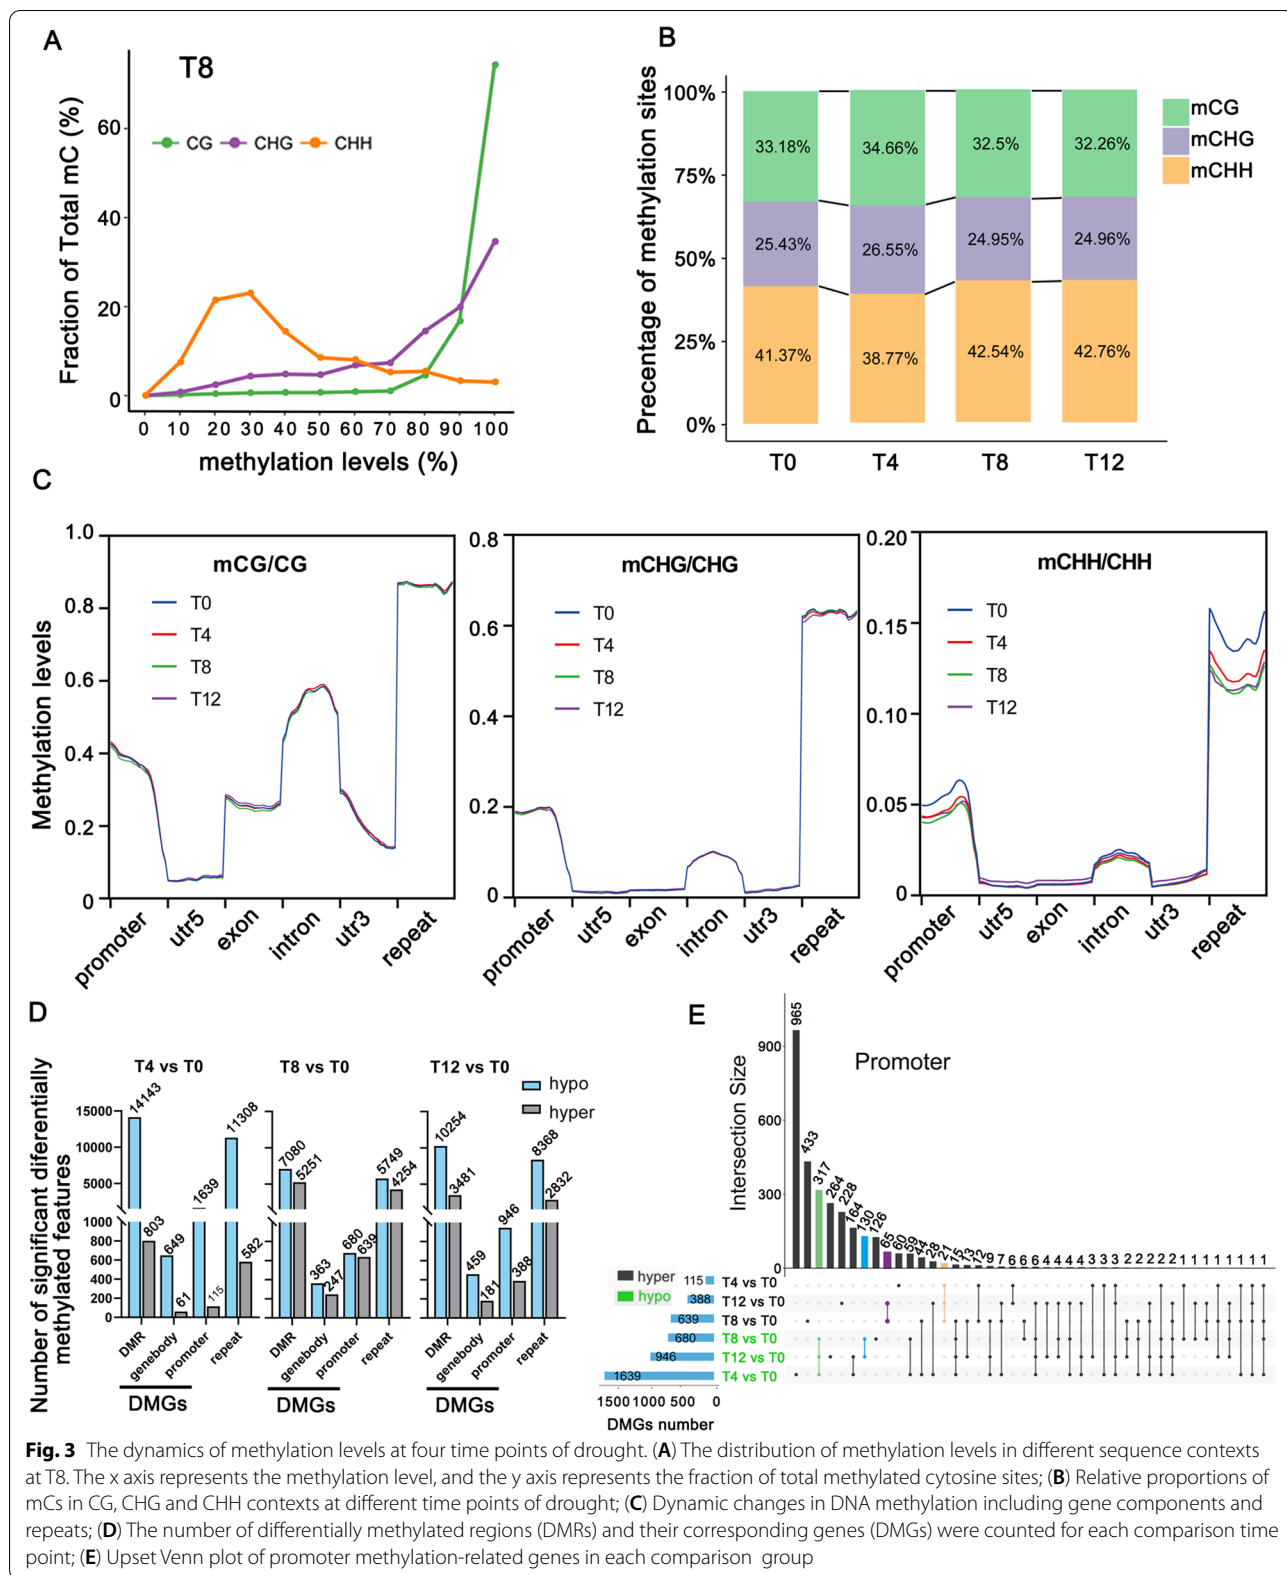 A
T8
Fraction of Total mC (%)
60
40
20
0
CG CHG CHH
0 10 20 30 40 50 60 70 80 90 100
methylation levels (%)
B
Precentage of methylation sites
100%
75%
50%
25%
0%
33.18% 34.66% 32.5% 32.26%
25.43% 26.55% 24.95% 24.96%
41.37% 38.77% 42.54% 42.76%
T0 T4 T8 T12
mCG
mCHG
mCHH
C
Methylation levels
1.0
0.8
0.6
0.4
0.2
0
mCG/CG
T0
T4
T8
T12
promoter utr5 exon intron utr3 repeat
0.8
0.6
0.4
0.2
0
mCHG/CHG
T0
T4
T8
T12
promoter utr5 exon intron utr3 repeat
0.20
0.15
0.10
0.05
0
mCHH/CHH
T0
T4
T8
T12
promoter utr5 exon intron utr3 repeat
D
Number of significant diferentially
methylated features
T4 vs T0 T8 vs T0 T12 vs T0
hypo
hyper
15000
10000
5000
1000
800
600
400
200
0
14143 803 649 61 1639 115 11308 582
7080 5251 363 247 680 639 5749 4254
10254 3481 459 181 946 388 8368 2832
DMR genebody promoter repeat
DMR genebody promoter repeat
DMR genebody promoter repeat
DMGs DMGs DMGs
E
Promoter
Intersection Size
900
600
300
0
965 433 317 264 228 164 130 126 65 60 59 44 28 21 15 13 12 9 7 6 6 6 4 4 4 4 3 3 3 2 2 2 2 1 1 1 1 1 1 1 1
hyper
hypo
115 T4 vs T0
388 T12 vs T0
639 T8 vs T0
680 T8 vs T0
946 T12 vs T0
1639 T4 vs T0
1500 1000 500 0
DMGs number
Fig. 3 The dynamics of methylation levels at four time points of drought. (A) The distribution of methylation levels in different sequence contexts
at T8. The x axis represents the methylation level, and the y axis represents the fraction of total methylated cytosine sites; (B) Relative proportions of
mCs in CG, CHG and CHH contexts at different time points of drought; (C) Dynamic changes in DNA methylation including gene components and
repeats; (D) The number of differentially methylated regions (DMRs) and their corresponding genes (DMGs) were counted for each comparison time
point; (E) Upset Venn plot of promoter methylation-related genes in each comparison group